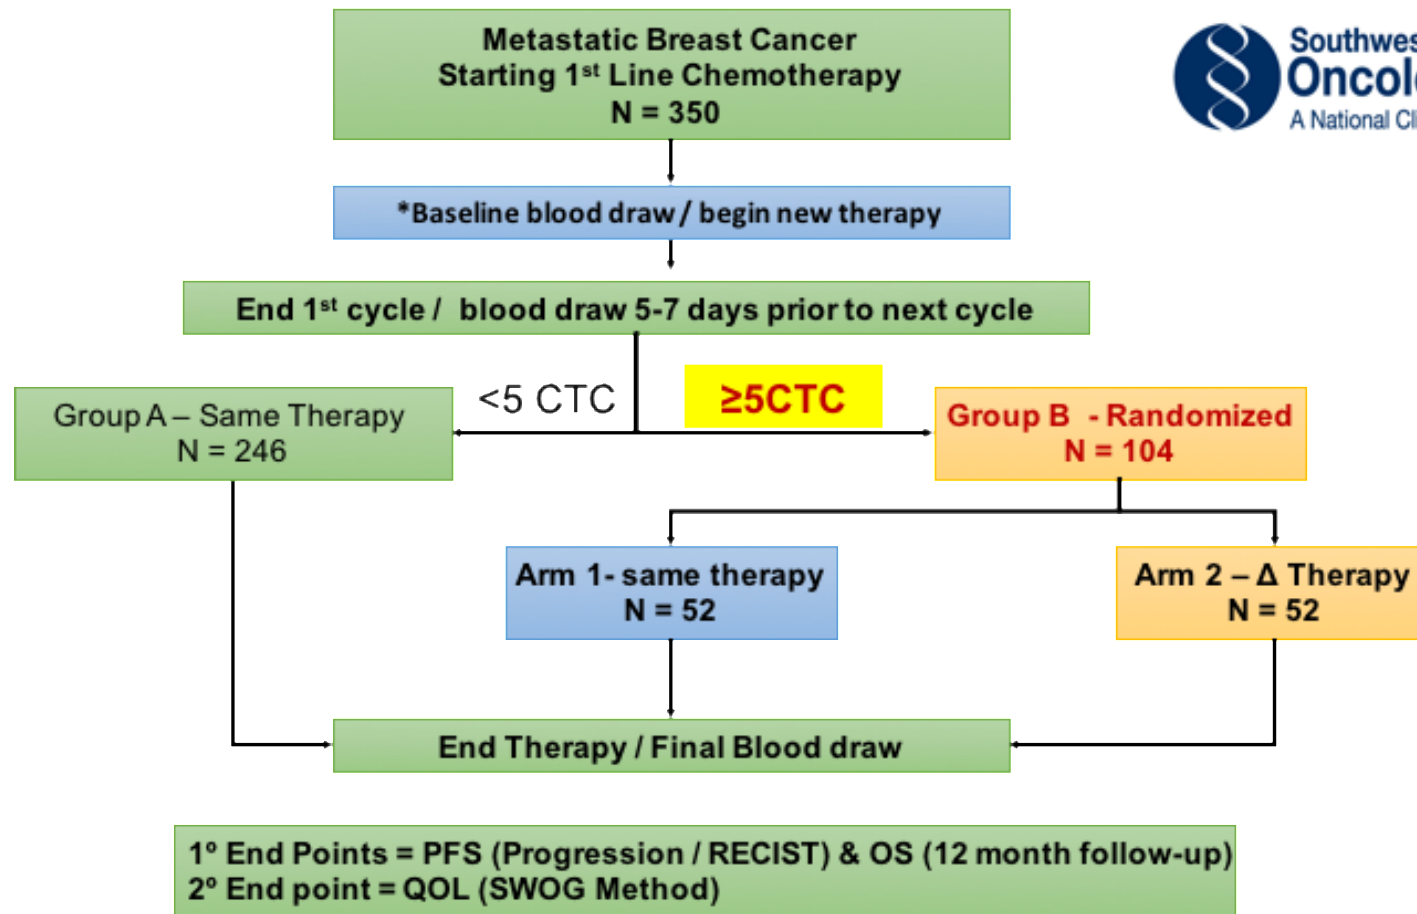 Metastatic Breast Cancer
Starting 1st Line Chemotherapy
N = 350
Southwes
Oncol
A National Cli
*Baseline blood draw / begin new therapy
End 1st cycle / blood draw 5-7 days prior to next cycle
<5 CTC
≥5CTC
Group A – Same Therapy
N = 246
Group B - Randomized
N = 104
Arm 1- same therapy
N = 52
Arm 2 – Δ Therapy
N = 52
End Therapy / Final Blood draw
1º End Points = PFS (Progression / RECIST) & OS (12 month follow-up)
2º End point = QOL (SWOG Method)